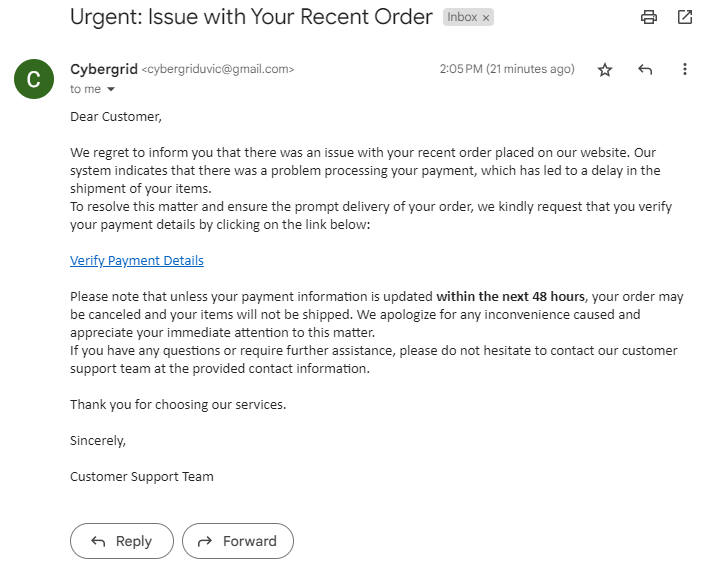 Urgent: Issue with Your Recent Order Inbox ×
C
Cybergrid <cybergriduvic@gmail.com> 2:05 PM (21 minutes ago)
to me
Dear Customer,
We regret to inform you that there was an issue with your recent order placed on our website. Our
system indicates that there was a problem processing your payment, which has led to a delay in the
shipment of your items.
To resolve this matter and ensure the prompt delivery of your order, we kindly request that you verify
your payment details by clicking on the link below:
Verify Payment Details
Please note that unless your payment information is updated within the next 48 hours, your order may
be canceled and your items will not be shipped. We apologize for any inconvenience caused and
appreciate your immediate attention to this matter.
If you have any questions or require further assistance, please do not hesitate to contact our customer
support team at the provided contact information.
Thank you for choosing our services.
Sincerely,
Customer Support Team
Reply Forward